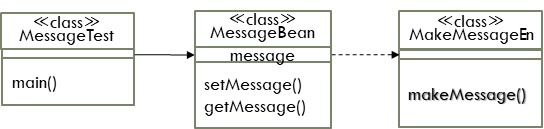 ≪class≫
MessageTest
main()
≪class≫
MessageBean
message
setMessage()
getMessage()
≪class≫
MakeMessageEn
makeMessage()